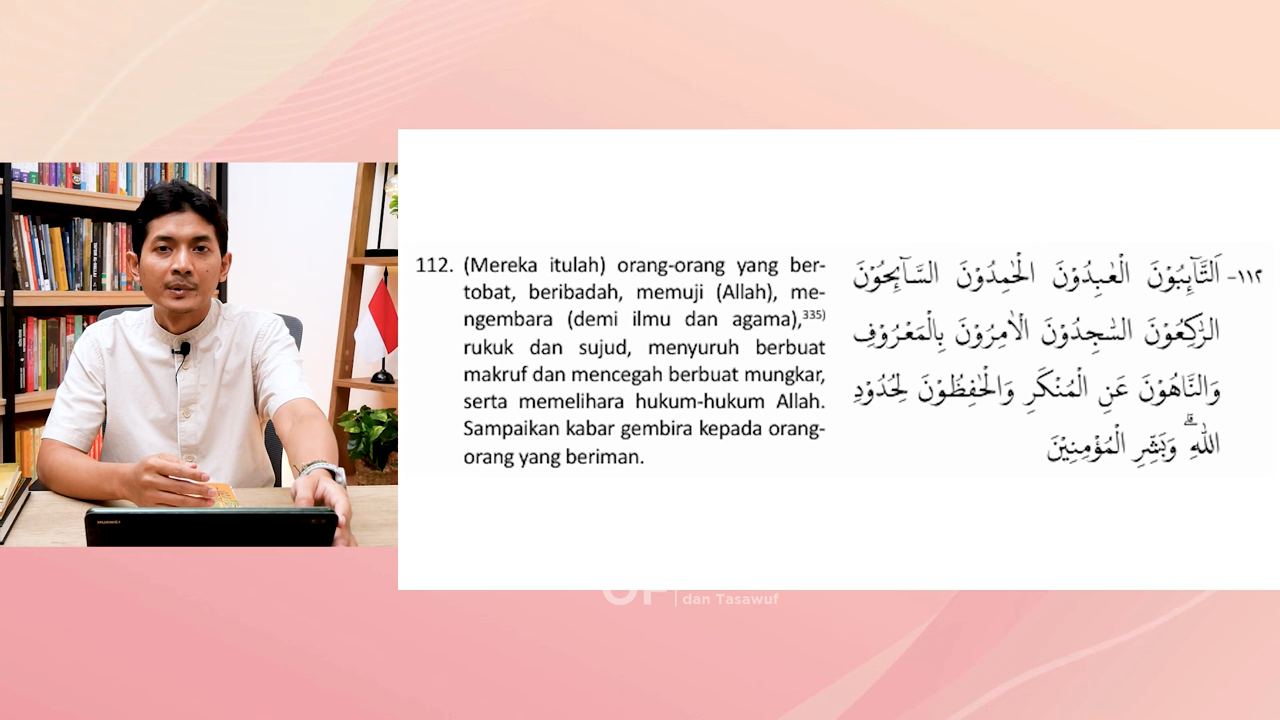 112. (Mereka itulah) orang-orang yang ber-
tobat, beribadah, memuji (Allah), me-
ngembara (demi ilmu dan agama),335)
rukuk dan sujud, menyuruh berbuat
makruf dan mencegah berbuat mungkar,
serta memelihara hukum-hukum Allah.
Sampaikan kabar gembira kepada orang-
orang yang beriman.
١١٢- اَلتَّاۤىِٕبُوْنَ الْعٰبِدُوْنَ الْحٰمِدُوْنَ السَّاۤىِٕحُوْنَ
الرّٰكِعُوْنَ السّٰجِدُوْنَ الْاٰمِرُوْنَ بِالْمَعْرُوْفِ
وَالنَّاهُوْنَ عَنِ الْمُنْكَرِ وَالْحٰفِظُوْنَ لِحُدُوْدِ
اللّٰهِ ۗ وَبَشِّرِ الْمُؤْمِنِيْنَ
HUAWEI
dan Tasawuf